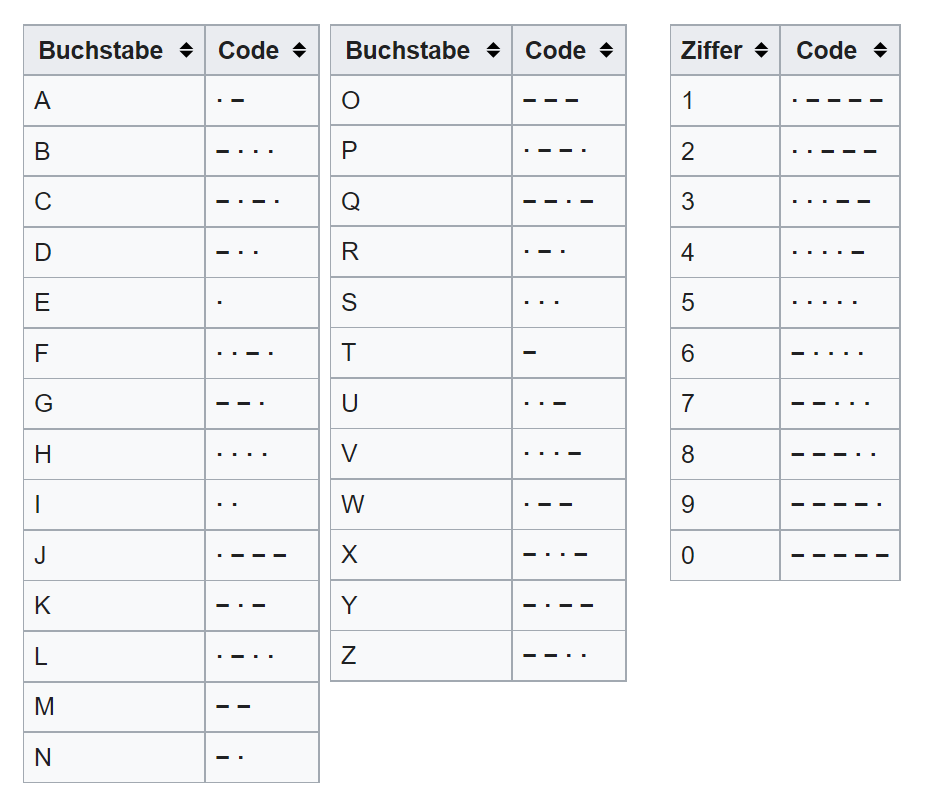 Buchstabe Code
A · –
B – · · ·
C – · – ·
D – · ·
E ·
F · · – ·
G – – ·
H · · · ·
I · ·
J · – – –
K – · –
L · – · ·
M – –
N – ·
Buchstabe Code
O – – –
P · – – ·
Q – – · –
R · – ·
S · · ·
T –
U · · –
V · · · –
W · – –
X – · · –
Y – · – –
Z – – · ·
Ziffer Code
1 · – – – –
2 · · – – –
3 · · · – –
4 · · · · –
5 · · · · ·
6 – · · · ·
7 – – · · ·
8 – – – · ·
9 – – – – ·
0 – – – – –